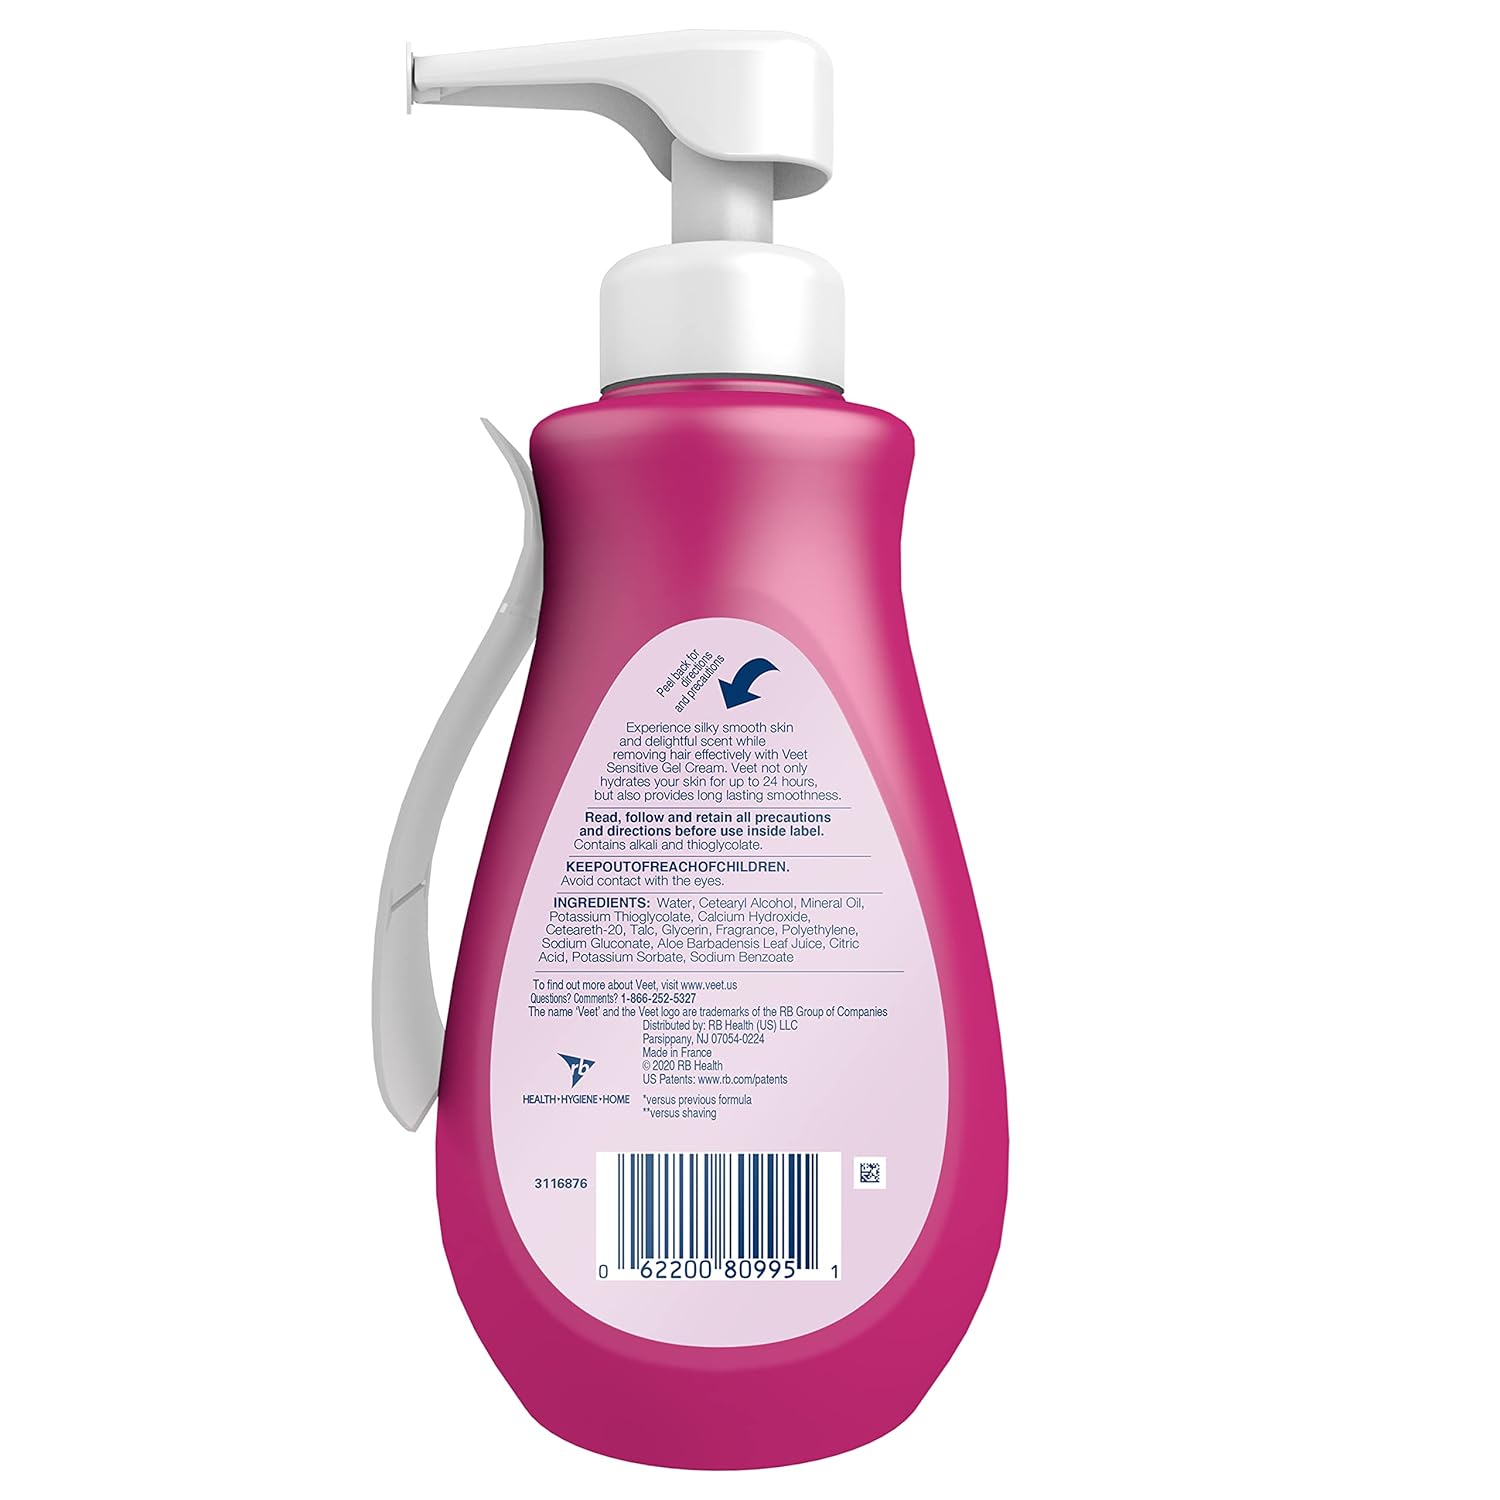 Peel back for
directions
and precautions
Experience silky smooth skin
and delightful scent while
removing hair effectively with Veet
Sensitive Gel Cream. Veet not only
hydrates your skin for up to 24 hours,
but also provides long lasting smoothness.
Read, follow and retain all precautions
and directions before use inside label.
Contains alkali and thioglycolate.
KEEPOUTOFREACHOFCHILDREN.
Avoid contact with the eyes.
INGREDIENTS: Water, Cetearyl Alcohol, Mineral Oil,
Potassium Thioglycolate, Calcium Hydroxide,
Ceteareth-20, Talc, Glycerin, Fragrance, Polyethylene,
Sodium Gluconate, Aloe Barbadensis Leaf Juice, Citric
Acid, Potassium Sorbate, Sodium Benzoate
To find out more about Veet, visit www.veet.us
Questions? Comments? 1-866-252-5327
The name 'Veet' and the Veet logo are trademarks of the RB Group of Companies
Distributed by: RB Health (US) LLC
Parsippany, NJ 07054-0224
Made in France
© 2020 RB Health
US Patents: www.rb.com/patents
rb
HEALTH•HYGIENE•HOME
*versus previous formula
**versus shaving
3116876
0 62200 80995 1